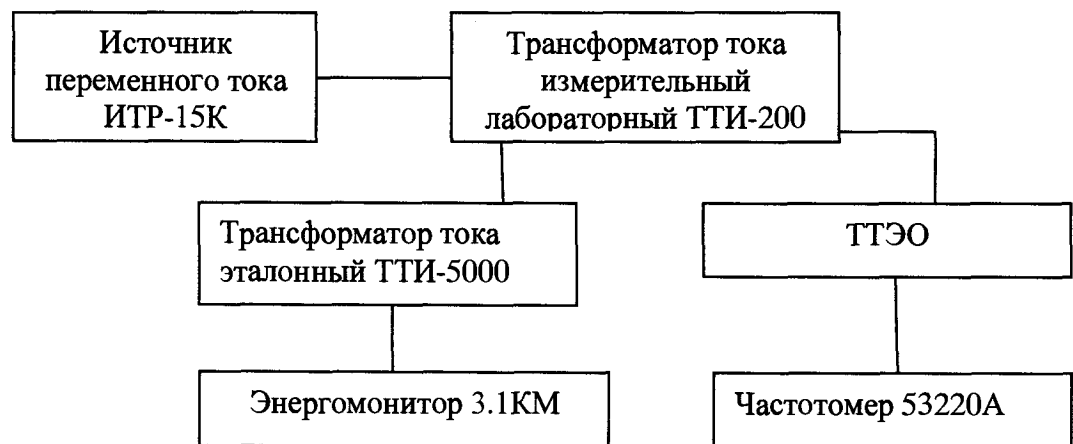 Источник
переменного тока
ИТР-15К
Трансформатор тока
измерительный
лабораторный ТТИ-200
Трансформатор тока
эталонный ТТИ-5000
ТТЭО
Энергомонитор 3.1КМ
Частотомер 53220А